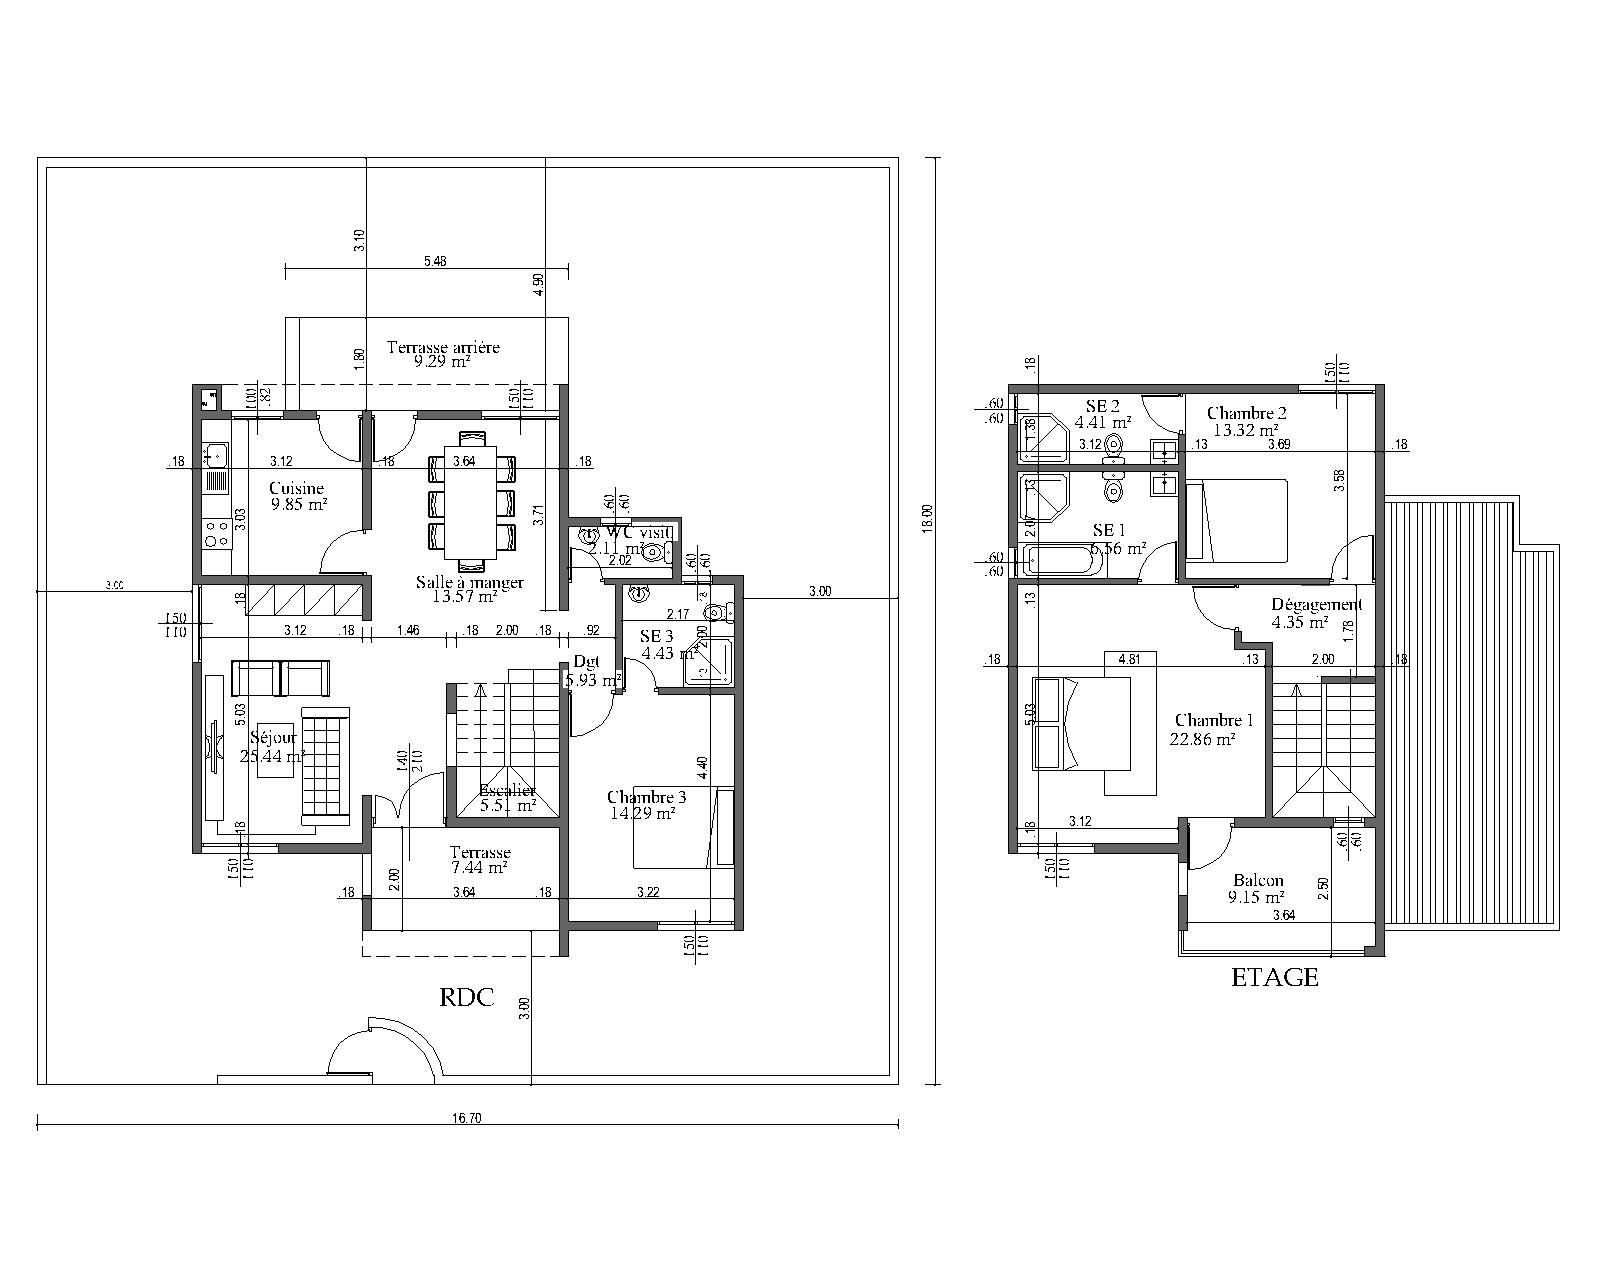 3.10
5.48
4.90
Terrasse arriére
9.29 m²
1.80
1.00
.82
1.50
1.10
.18
3.12
.18
3.64
.18
Cuisine
9.85 m²
3.03
3.71
.60
.60
WC visit
2.11 m²
2.02
.60
.60
Salle à manger
13.57 m²
3.00
.18
1.50
1.10
3.12
.18
1.46
.18
2.00
.18
.92
2.17
SE 3
4.43 m²
2.00
3.00
18.00
Dgt
5.93 m²
5.03
Séjour
25.44 m²
1.40
2.10
Escalier
5.51 m²
4.40
Chambre 3
14.29 m²
.18
1.50
1.10
Terrasse
7.44 m²
2.00
.18
3.64
.18
3.22
1.50
1.10
RDC
3.00
16.70
.18
1.50
1.10
.60
.60
SE 2
4.41 m²
1.38
3.12
.13
Chambre 2
13.32 m²
3.69
.18
3.58
.13
2.07
SE 1
6.56 m²
.60
.60
.13
Dégagement
4.35 m²
1.78
.18
4.81
.13
2.00
.18
5.03
Chambre 1
22.86 m²
.18
3.12
.60
.60
1.50
1.10
Balcon
9.15 m²
2.50
3.64
ETAGE